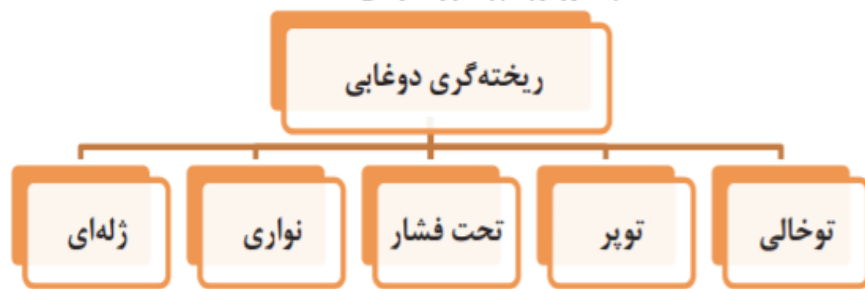 ریخته‌گری دوغابی
توخالی
توپر
تحت فشار
نواری
ژله‌ای